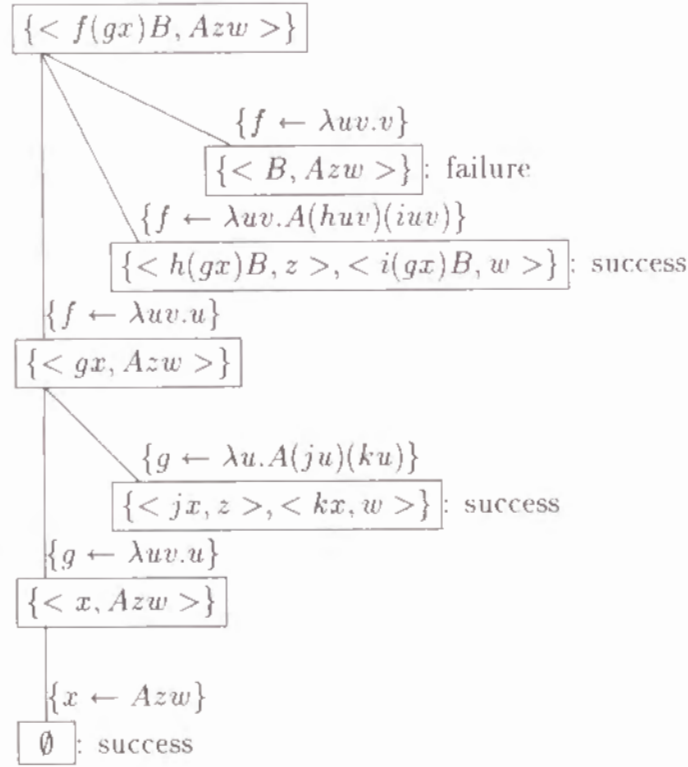 {< f(gx)B, Azw >}
{f ← λuv.v}
{< B, Azw >}: failure
{f ← λuv.A(huv)(iuv)}
{< h(gx)B, z >,< i(gx)B, w >}: success
{f ← λuv.u}
{< gx, Azw >}
{g ← λu.A(ju)(ku)}
{< jx, z >,< kx, w >}: success
{g ← λuv.u}
{< x, Azw >}
{x ← Azw}
∅: success